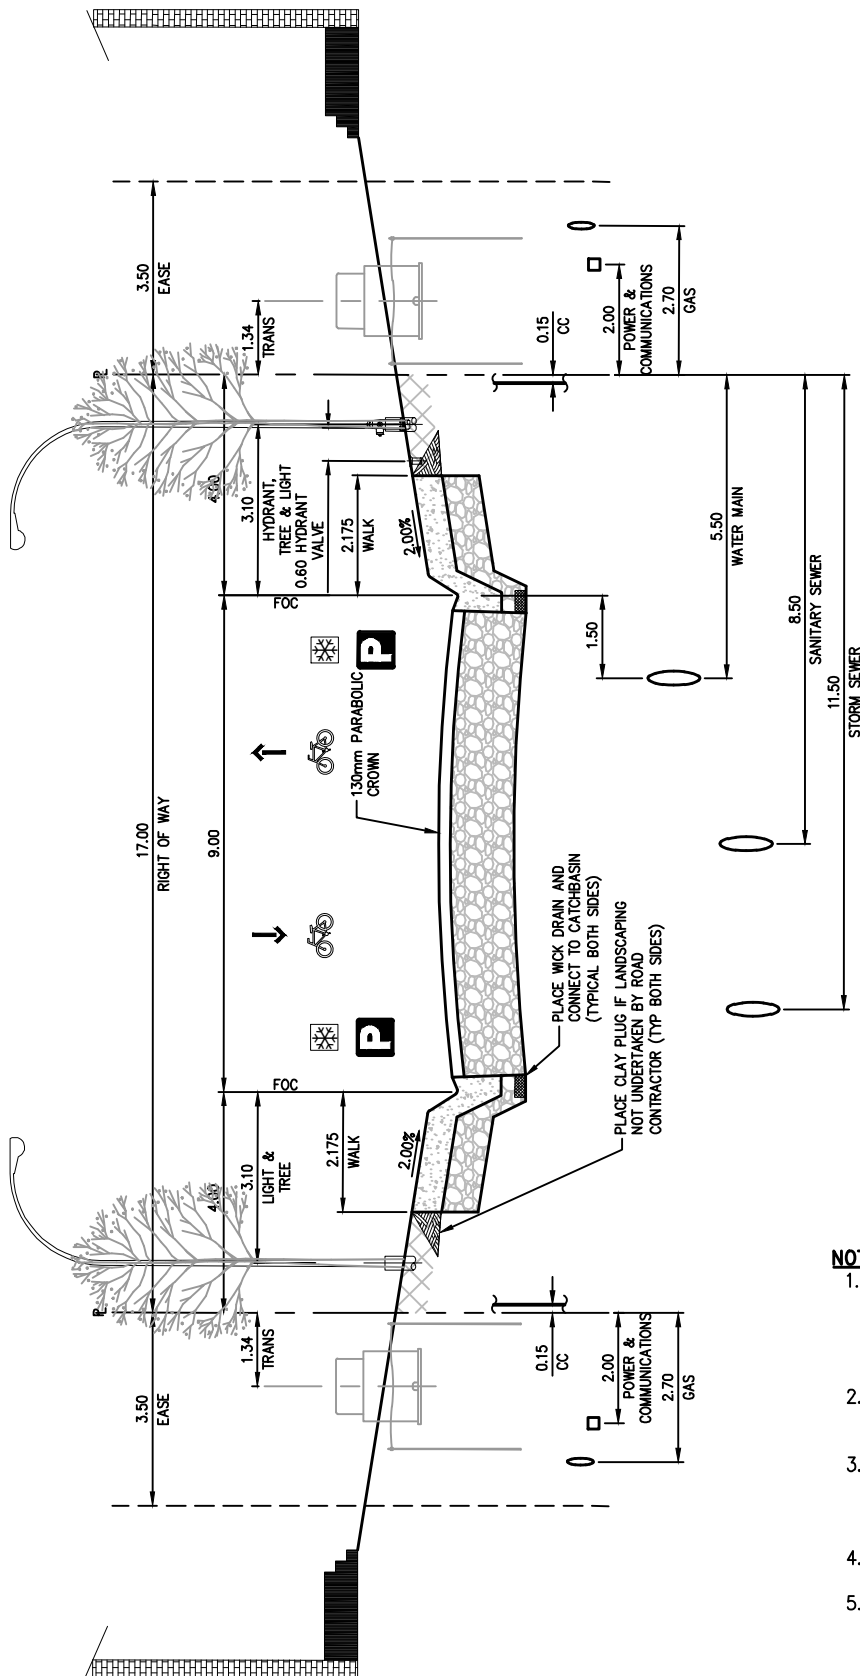 3.50
EASE
1.34
TRANS
0.15
CC
2.00
POWER &
COMMUNICATIONS
2.70
GAS
PL
4.00
3.10
HYDRANT,
TREE & LIGHT
0.60 HYDRANT
VALVE
2.175
WALK
2.00%
FOC
1.50
5.50
WATER MAIN
8.50
SANITARY SEWER
11.50
STORM SEWER
17.00
RIGHT OF WAY
9.00
P
130mm PARABOLIC
CROWN
P
PLACE WICK DRAIN AND
CONNECT TO CATCHBASIN
(TYPICAL BOTH SIDES)
PLACE CLAY PLUG IF LANDSCAPING
NOT UNDERTAKEN BY ROAD
CONTRACTOR (TYP BOTH SIDES)
FOC
2.175
WALK
2.00%
3.10
LIGHT &
TREE
4.00
PL
1.34
TRANS
3.50
EASE
0.15
CC
2.00
POWER &
COMMUNICATIONS
2.70
GAS
NOT
1.
2.
3.
4.
5.